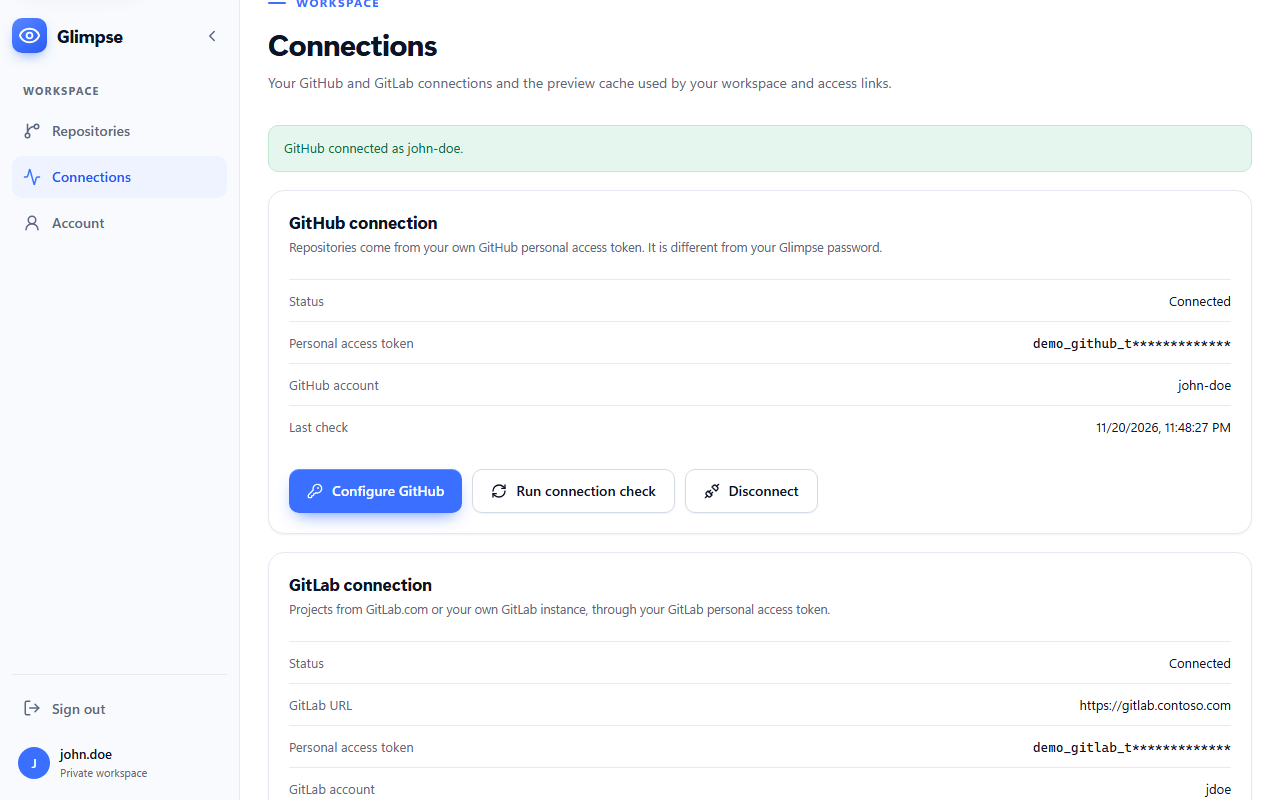 Glimpse
WORKSPACE
Repositories
Connections
Account
Sign out
J
john.doe
Private workspace
WORKSPACE
Connections
Your GitHub and GitLab connections and the preview cache used by your workspace and access links.
GitHub connected as john-doe.
GitHub connection
Repositories come from your own GitHub personal access token. It is different from your Glimpse password.
Status Connected
Personal access token demo_github_t*************
GitHub account john-doe
Last check 11/20/2026, 11:48:27 PM
Configure GitHub Run connection check Disconnect
GitLab connection
Projects from GitLab.com or your own GitLab instance, through your GitLab personal access token.
Status Connected
GitLab URL https://gitlab.contoso.com
Personal access token demo_gitlab_t*************
GitLab account jdoe